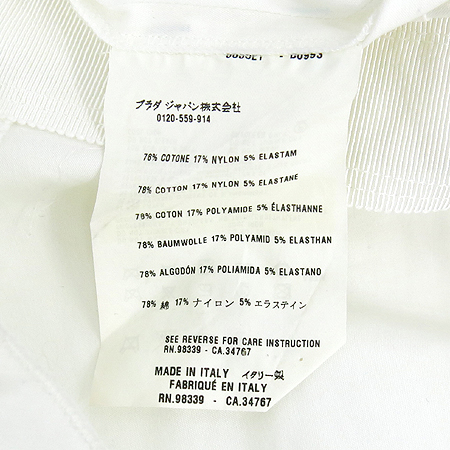 プラダ ジャパン株式会社
0120-559-914
78% COTONE 17% NYLON 5% ELASTAM
78% COTTON 17% NYLON 5% ELASTANE
78% COTON 17% POLYAMIDE 5% ÉLASTHANNE
78% BAUMWOLLE 17% POLYAMID 5% ELASTHAN
78% ALGODÓN 17% POLIAMIDA 5% ELASTANO
78% 綿 17% ナイロン 5% エラステイン
SEE REVERSE FOR CARE INSTRUCTION
RN.98339 - CA.34767
MADE IN ITALY イタリー製
FABRIQUÉ EN ITALY
RN.98339 - CA.34767